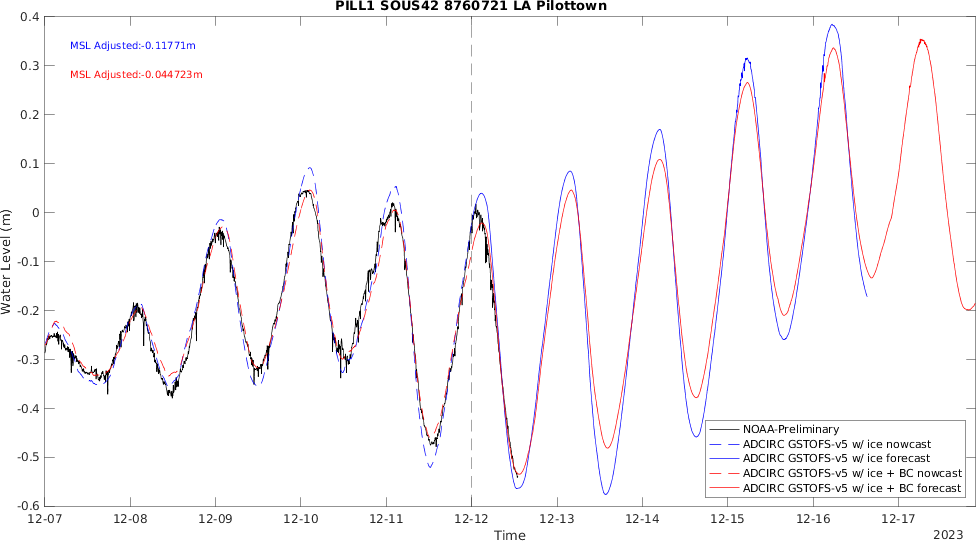 PILL1 SOUS42 8760721 LA Pilottown
MSL Adjusted:-0.11771m
MSL Adjusted:-0.044723m
Water Level (m)
0.4
0.3
0.2
0.1
0
-0.1
-0.2
-0.3
-0.4
-0.5
-0.6
NOAA-Preliminary
ADCIRC GSTOFS-v5 w/ ice nowcast
ADCIRC GSTOFS-v5 w/ ice forecast
ADCIRC GSTOFS-v5 w/ ice + BC nowcast
ADCIRC GSTOFS-v5 w/ ice + BC forecast
12-07 12-08 12-09 12-10 12-11 12-12 12-13 12-14 12-15 12-16 12-17
Time
2023